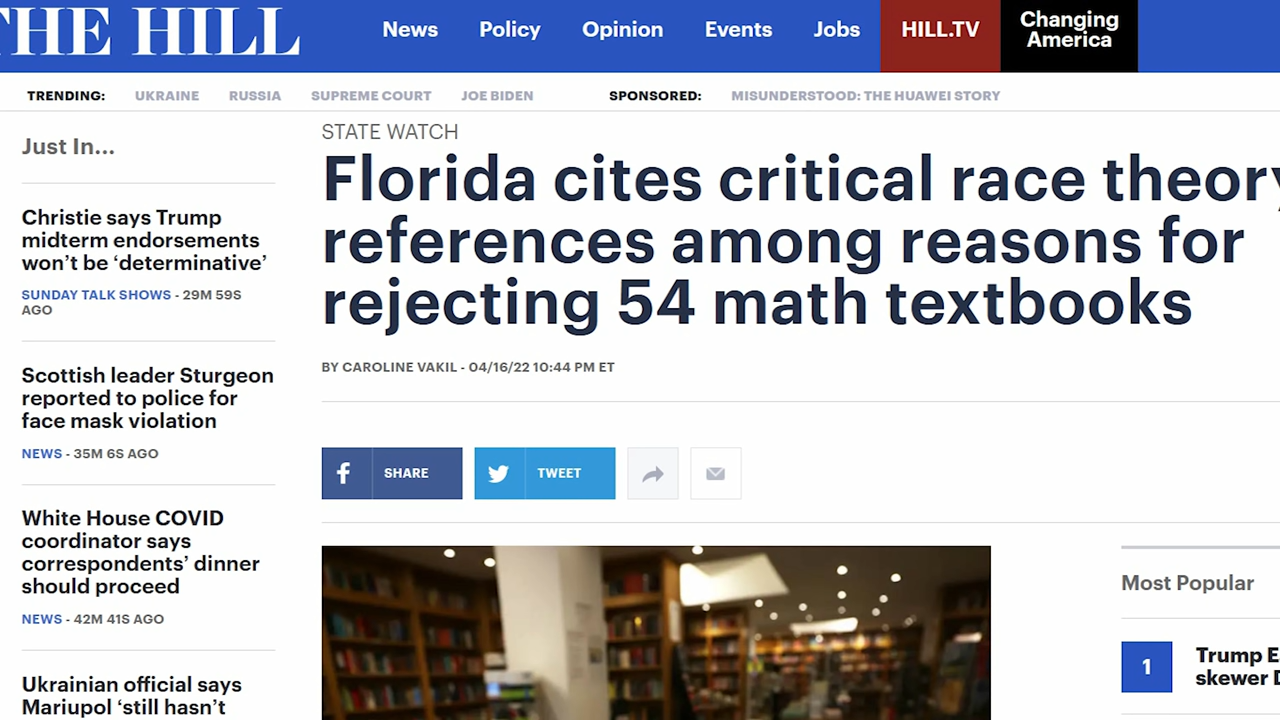 THE HILL
News Policy Opinion Events Jobs HILL.TV Changing
America
TRENDING: UKRAINE RUSSIA SUPREME COURT JOE BIDEN SPONSORED: MISUNDERSTOOD: THE HUAWEI STORY
Just In...
Christie says Trump
midterm endorsements
won't be ‘determinative’
SUNDAY TALK SHOWS - 29M 59S
AGO
Scottish leader Sturgeon
reported to police for
face mask violation
NEWS - 35M 6S AGO
White House COVID
coordinator says
correspondents’ dinner
should proceed
NEWS - 42M 41S AGO
Ukrainian official says
Mariupol ‘still hasn’t
STATE WATCH
Florida cites critical race theory
references among reasons for
rejecting 54 math textbooks
BY CAROLINE VAKIL - 04/16/22 10:44 PM ET
SHARE TWEET
Most Popular
1 Trump E
skewer D